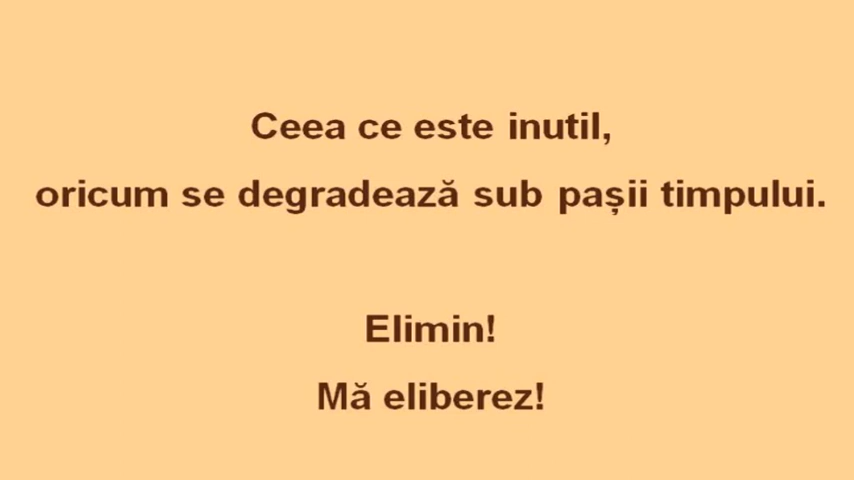 Ceea ce este inutil,
oricum se degradează sub pașii timpului.
Elimin!
Mă eliberez!